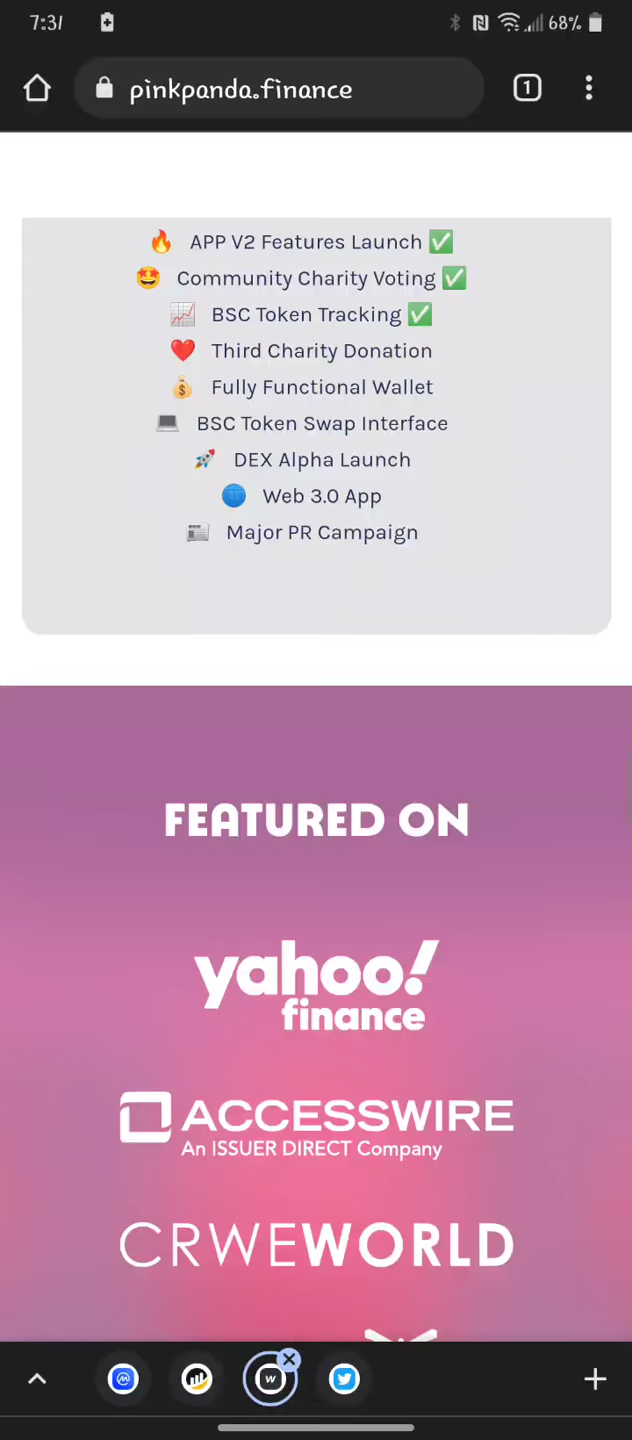 7:31
68%
pinkpanda.finance
1
APP V2 Features Launch
Community Charity Voting
BSC Token Tracking
Third Charity Donation
Fully Functional Wallet
BSC Token Swap Interface
DEX Alpha Launch
Web 3.0 App
Major PR Campaign
FEATURED ON
yahoo!
finance
ACCESSWIRE
An ISSUER DIRECT Company
CRWEWORLD
w